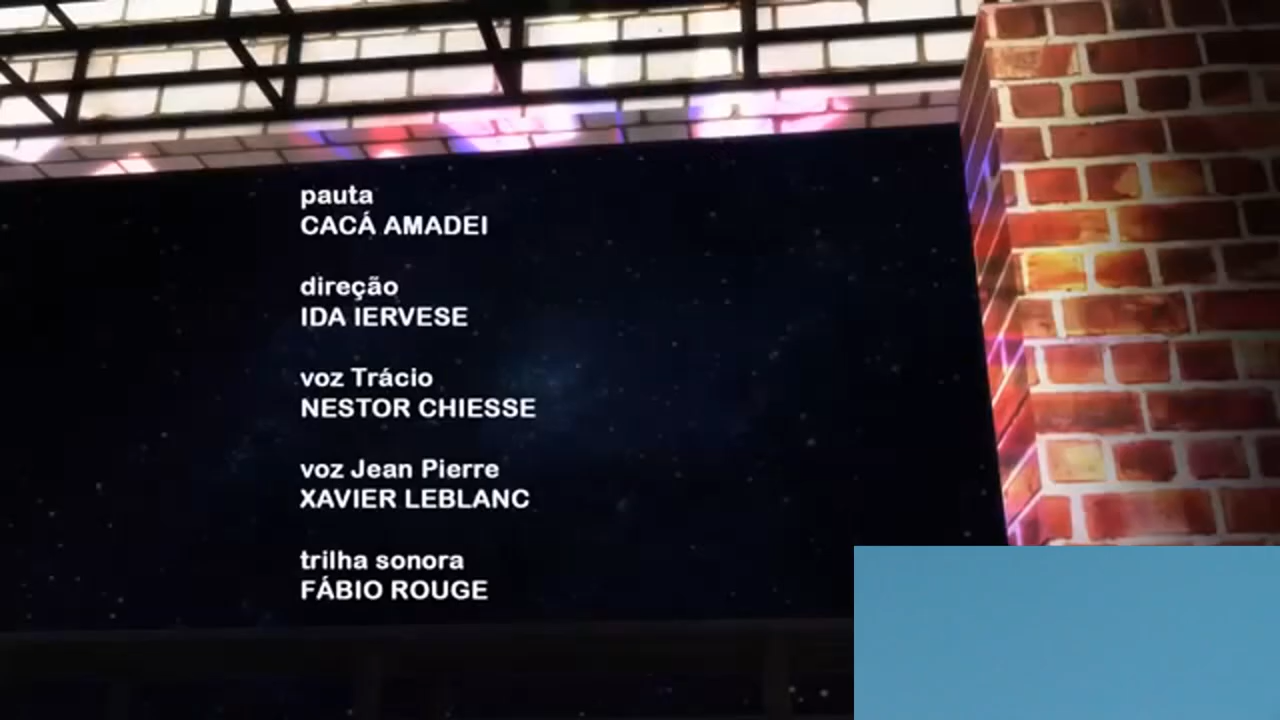 pauta
CACÁ AMADEI
direção
IDA IERVESE
voz Trácio
NESTOR CHIESSE
voz Jean Pierre
XAVIER LEBLANC
trilha sonora
FÁBIO ROUGE